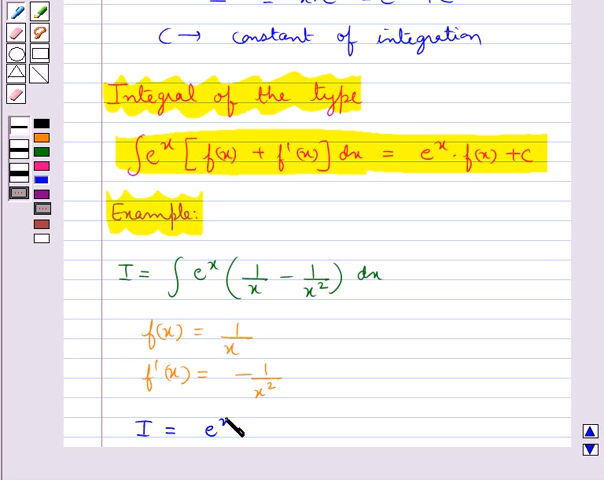 C → constant of integration
Integral of the type
∫ eˣ [ f(x) + f'(x) ] dx = eˣ · f(x) + C
Example:
I = ∫ eˣ ( 1/x - 1/x² ) dx
f(x) = 1/x
f'(x) = - 1/x²
I = eˣ